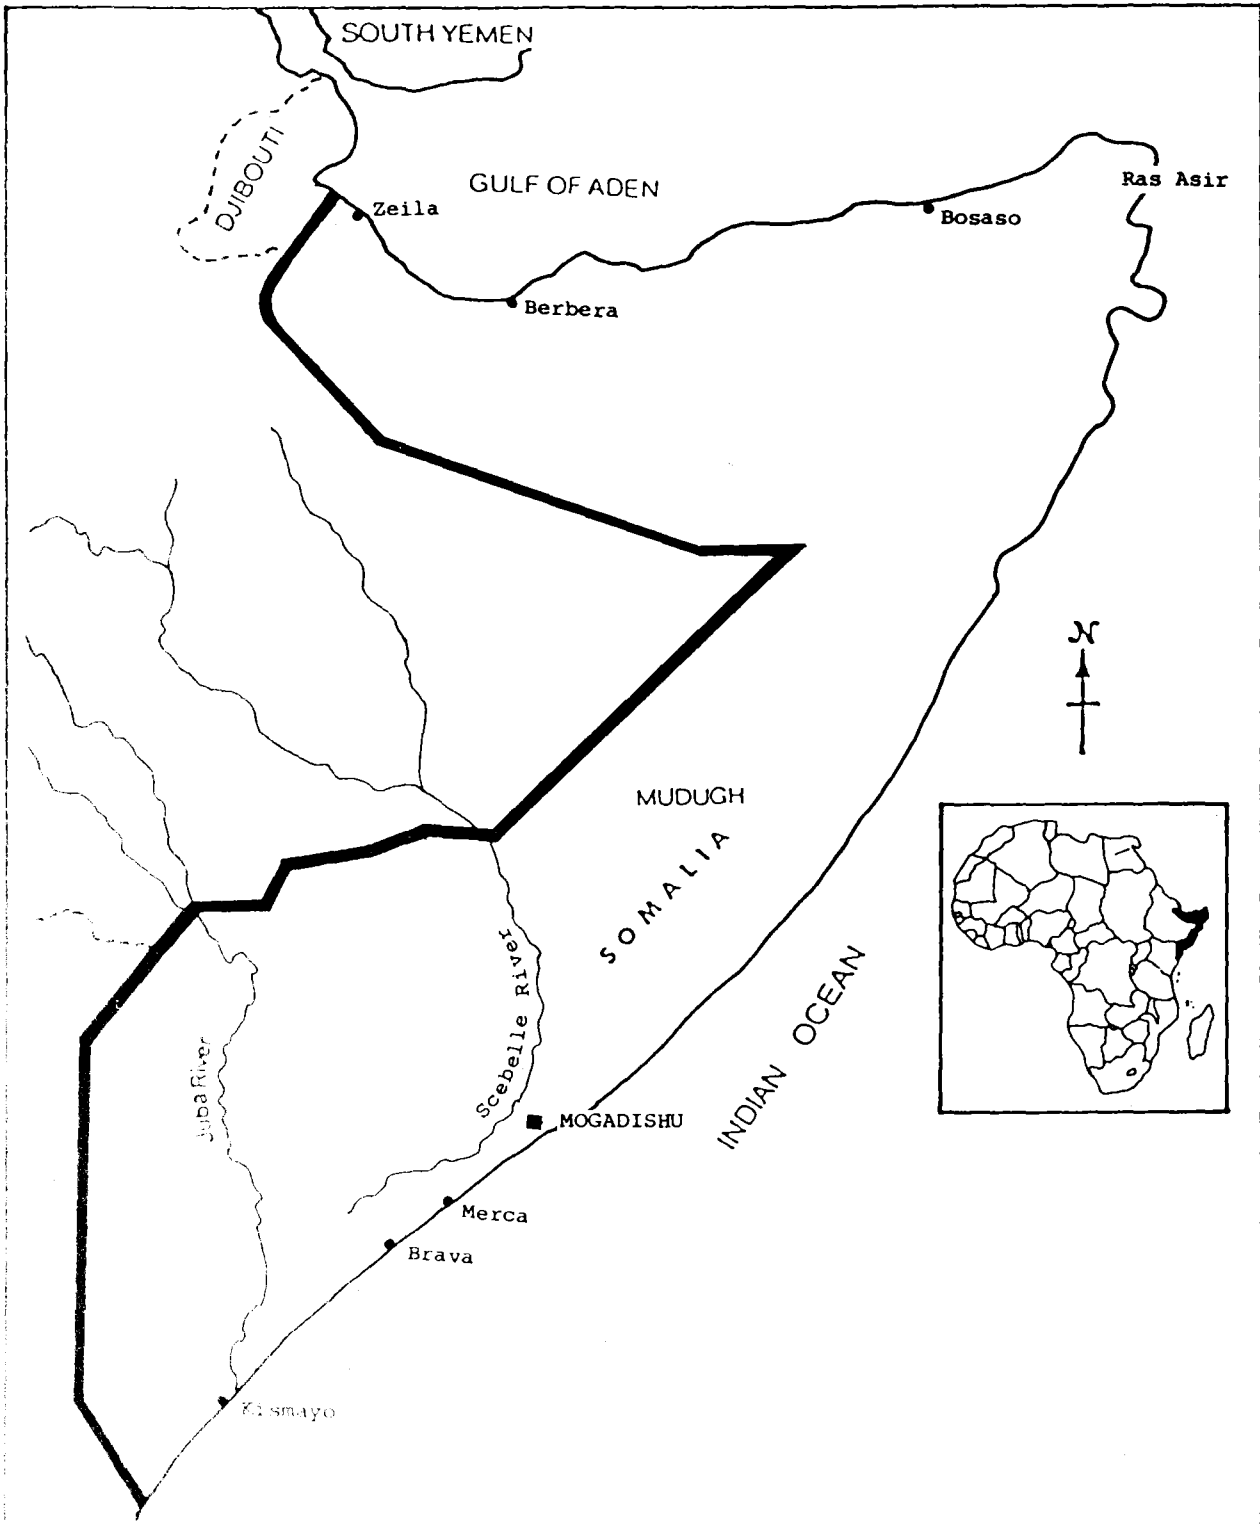 SOUTH YEMEN
DJIBOUTI
GULF OF ADEN
Ras Asir
Zeila
Bosaso
Berbera
N
MUDUGH
SOMALIA
Scebelle River
INDIAN OCEAN
Juba River
MOGADISHU
Merca
Brava
Kismayo